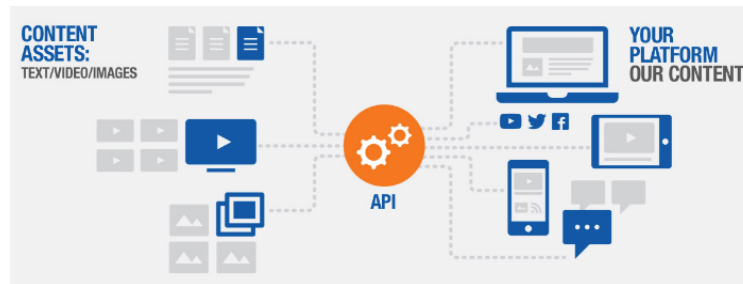 CONTENT
ASSETS:
TEXT/VIDEO/IMAGES
YOUR
PLATFORM
OUR CONTENT
API